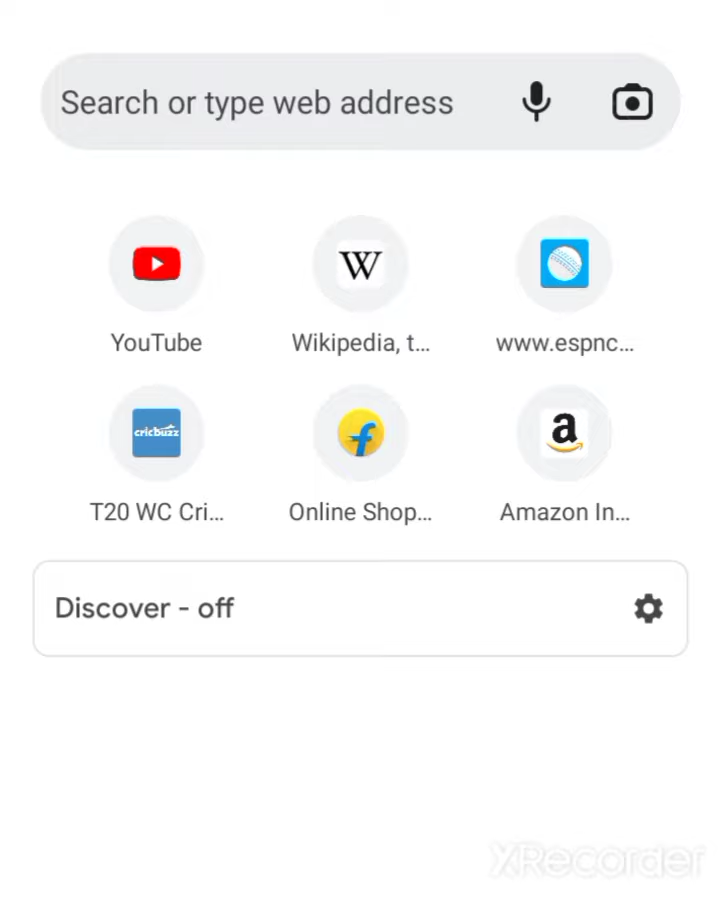 Search or type web address
W
YouTube
Wikipedia, t...
www.espnc...
cricbuzz
f
a
T20 WC Cri...
Online Shop...
Amazon In...
Discover - off
XRecorder